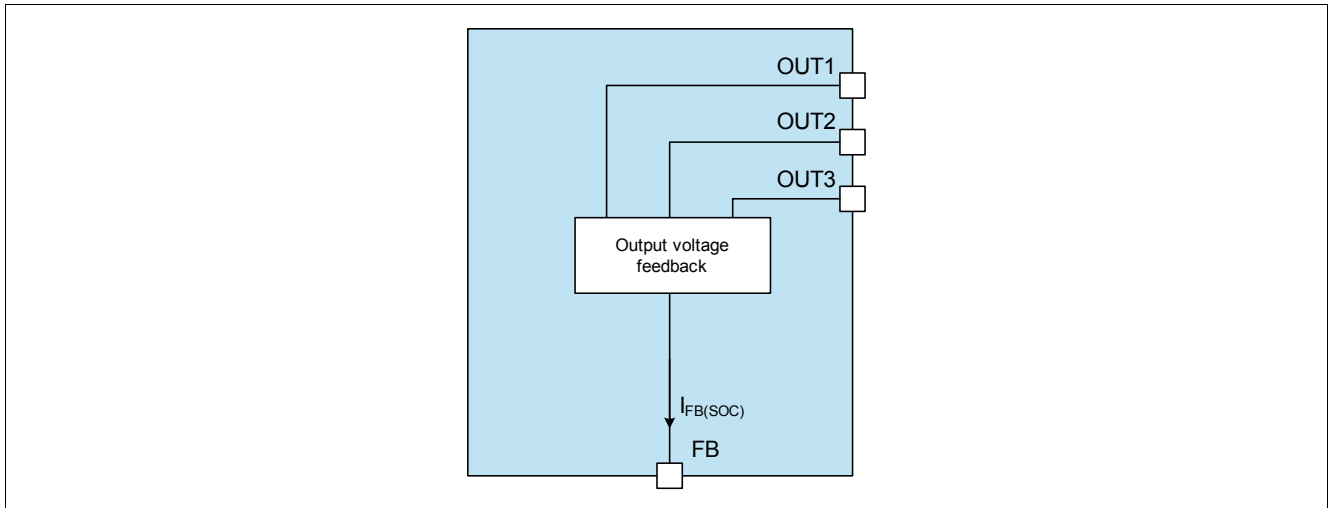 OUT1
OUT2
OUT3
Output voltage
feedback
IFB(SOC)
FB